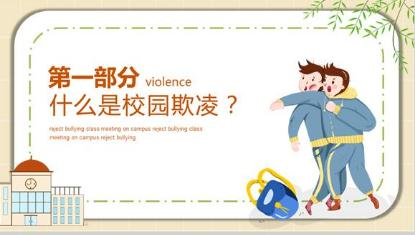 第一部分 violence
什么是校园欺凌？
reject bullying class meeting on campus reject bullying class
meeting on campus reject bullying